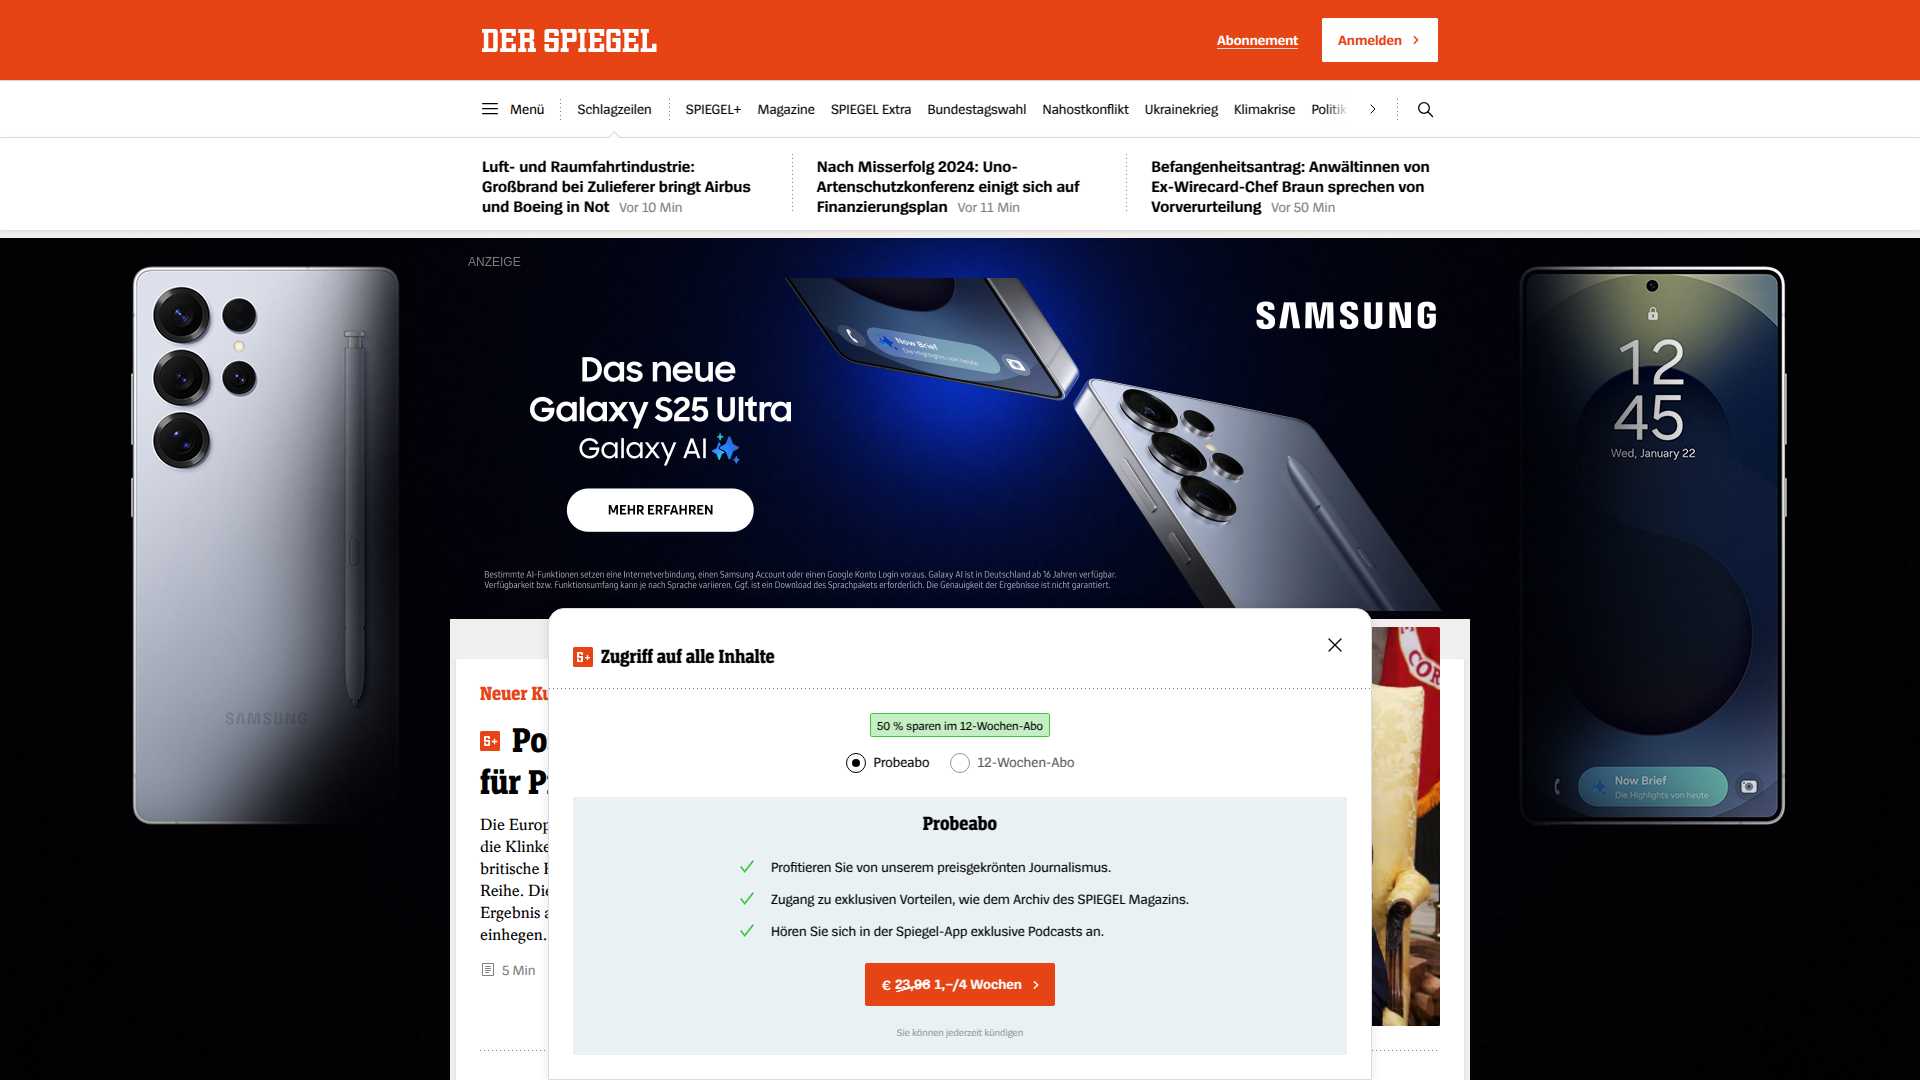 DER SPIEGEL
Abonnement
Anmelden
Menü
Schlagzeilen
SPIEGEL+
Magazine
SPIEGEL Extra
Bundestagswahl
Nahostkonflikt
Ukrainekrieg
Klimakrise
Politik
Luft- und Raumfahrtindustrie:
Großbrand bei Zulieferer bringt Airbus
und Boeing in Not Vor 10 Min
Nach Misserfolg 2024: Uno-
Artenschutzkonferenz einigt sich auf
Finanzierungsplan Vor 11 Min
Befangenheitsantrag: Anwältinnen von
Ex-Wirecard-Chef Braun sprechen von
Vorverurteilung Vor 50 Min
ANZEIGE
SAMSUNG
Now Brief
Die Highlights von heute
Das neue
Galaxy S25 Ultra
Galaxy AI
MEHR ERFAHREN
Bestimmte AI-Funktionen setzen eine Internetverbindung, einen Samsung Account oder einen Google Konto Login voraus. Galaxy AI ist in Deutschland ab 16 Jahren verfügbar.
Verfügbarkeit bzw. Funktionsumfang kann je nach Sprache variieren. Ggf. ist ein Download des Sprachpakets erforderlich. Die Genauigkeit der Ergebnisse ist nicht garantiert.
SAMSUNG
12
45
Wed, January 22
Now Brief
Die Highlights von heute
Neuer Ku
S+ Po
für P
Die Europ
die Klinke
britische
Reihe. Die
Ergebnis
einhegen.
5 Min
COR
S+ Zugriff auf alle Inhalte
50 % sparen im 12-Wochen-Abo
Probeabo
12-Wochen-Abo
Probeabo
Profitieren Sie von unserem preisgekrönten Journalismus.
Zugang zu exklusiven Vorteilen, wie dem Archiv des SPIEGEL Magazins.
Hören Sie sich in der Spiegel-App exklusive Podcasts an.
€ 23,96 1,–/4 Wochen
Sie können jederzeit kündigen